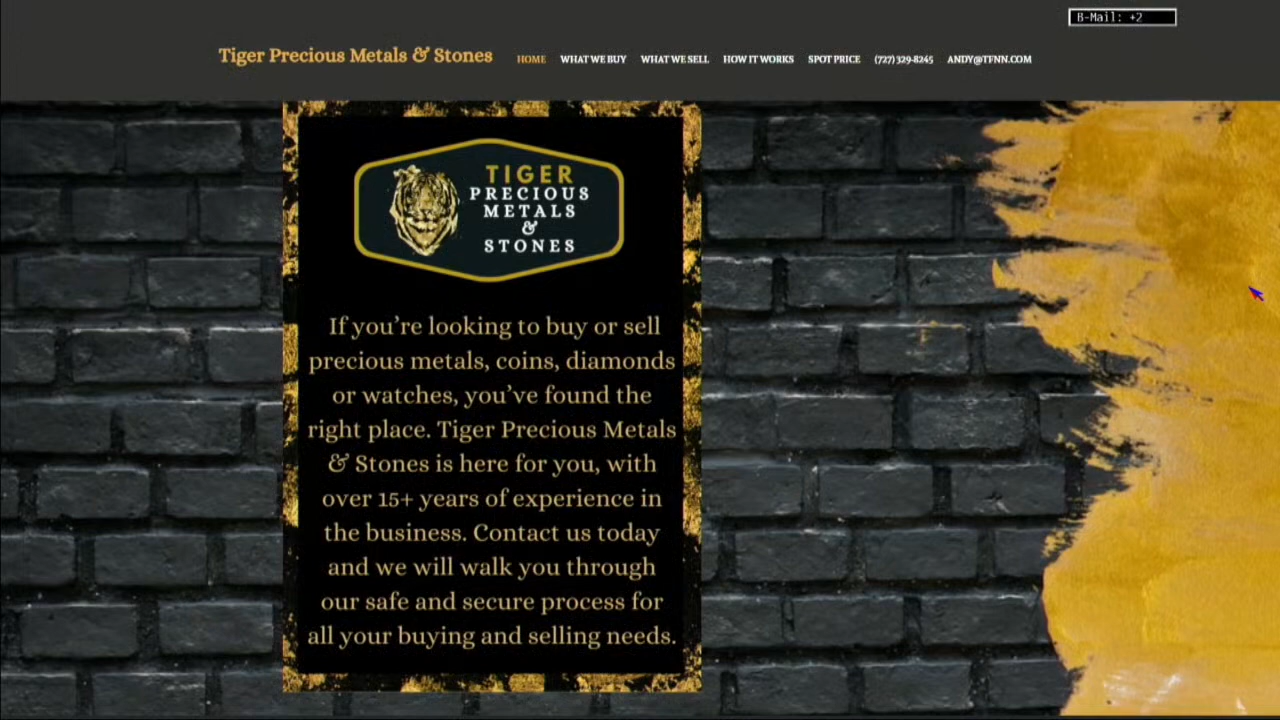 B-Mail: +2
Tiger Precious Metals & Stones HOME WHAT WE BUY WHAT WE SELL HOW IT WORKS SPOT PRICE (727) 329-8245 ANDY@TFNN.COM
TIGER
PRECIOUS
METALS
&
STONES
If you’re looking to buy or sell
precious metals, coins, diamonds
or watches, you’ve found the
right place. Tiger Precious Metals
& Stones is here for you, with
over 15+ years of experience in
the business. Contact us today
and we will walk you through
our safe and secure process for
all your buying and selling needs.